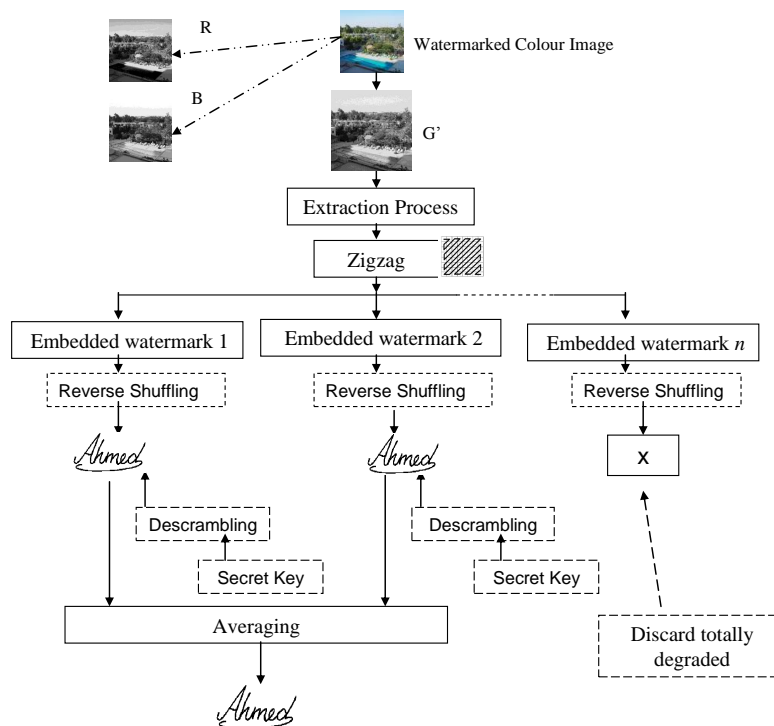 R
Watermarked Colour Image
B
G’
Extraction Process
Zigzag
Embedded watermark 1
Embedded watermark 2
Embedded watermark n
Reverse Shuffling
Reverse Shuffling
Reverse Shuffling
Ahmed
Ahmed
X
Descrambling
Descrambling
Secret Key
Secret Key
Averaging
Discard totally
degraded
Ahmed